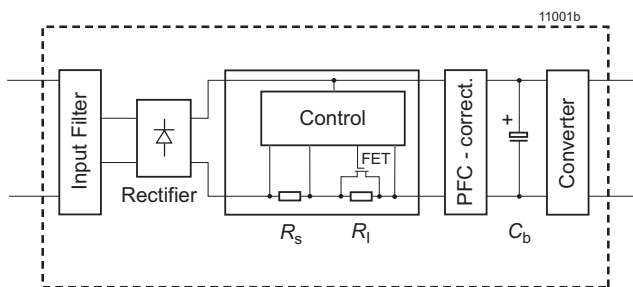 11001b
Input Filter
Rectifier
Control
FET
Rs
Rl
PFC - correct.
+
Cb
Converter